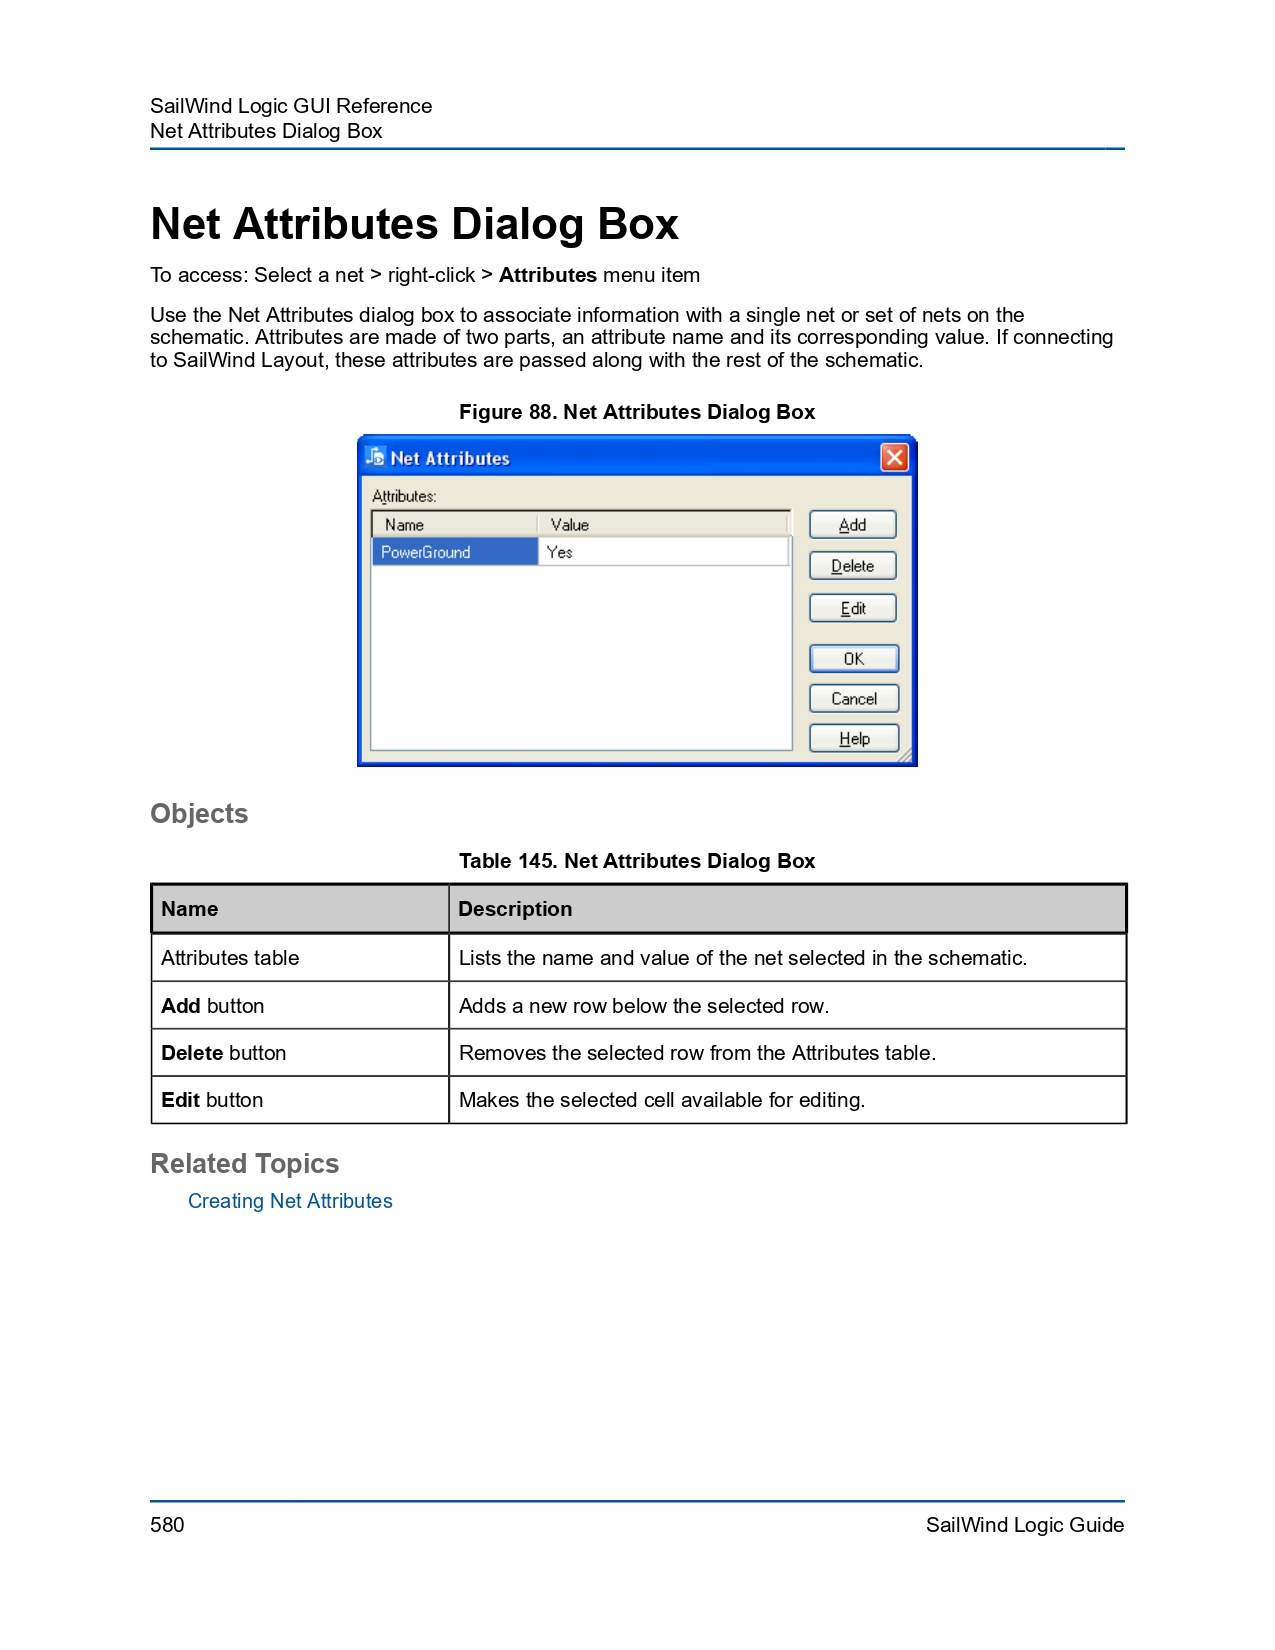 SailWind Logic GUI Reference
Net Attributes Dialog Box
Net Attributes Dialog Box
To access: Select a net > right-click > Attributes menu item
Use the Net Attributes dialog box to associate information with a single net or set of nets on the
schematic. Attributes are made of two parts, an attribute name and its corresponding value. If connecting
to SailWind Layout, these attributes are passed along with the rest of the schematic.
Figure 88. Net Attributes Dialog Box
Net Attributes
Attributes:
Name Value
PowerGround Yes
Add
Delete
Edit
OK
Cancel
Help
Objects
Table 145. Net Attributes Dialog Box
Name Description
Attributes table Lists the name and value of the net selected in the schematic.
Add button Adds a new row below the selected row.
Delete button Removes the selected row from the Attributes table.
Edit button Makes the selected cell available for editing.
Related Topics
Creating Net Attributes
580 SailWind Logic Guide